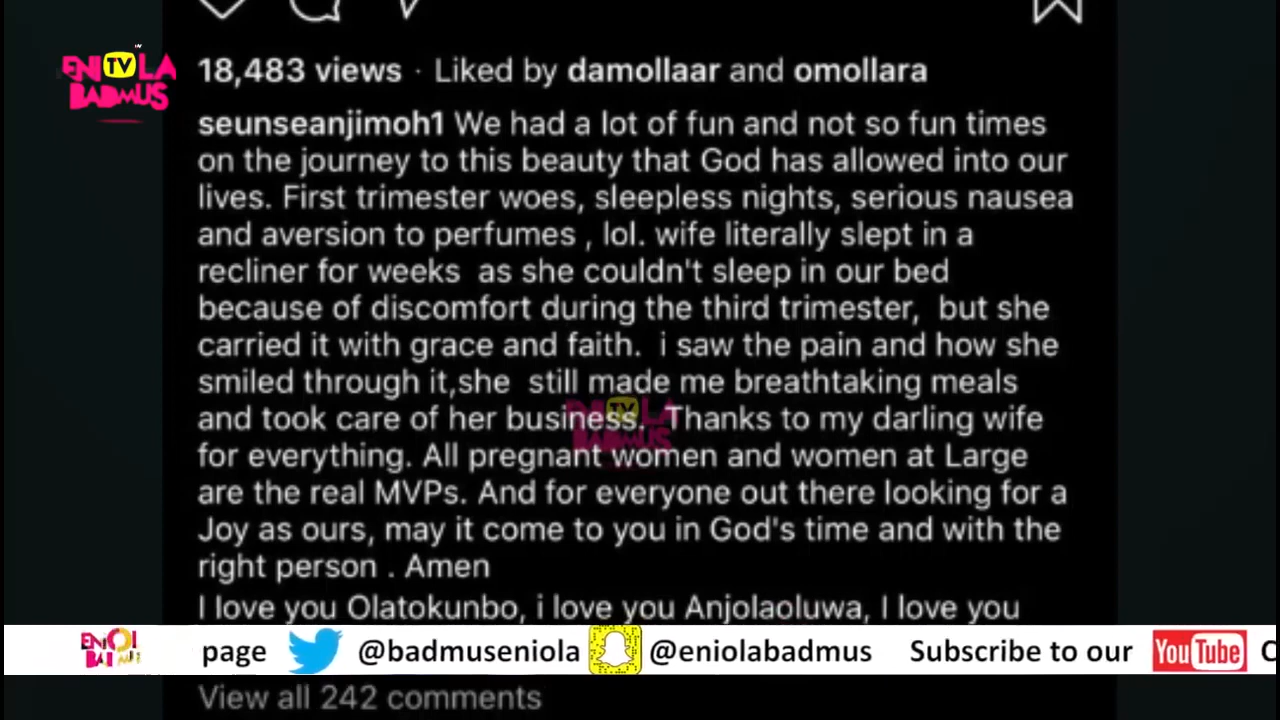 ENIOLA TV
BADMUS
18,483 views · Liked by damollaar and omollara
seunseanjimoh1 We had a lot of fun and not so fun times
on the journey to this beauty that God has allowed into our
lives. First trimester woes, sleepless nights, serious nausea
and aversion to perfumes , lol. wife literally slept in a
recliner for weeks  as she couldn't sleep in our bed
because of discomfort during the third trimester,  but she
carried it with grace and faith.  i saw the pain and how she
smiled through it,she  still made me breathtaking meals
and took care of her business.  Thanks to my darling wife
for everything. All pregnant women and women at Large
are the real MVPs. And for everyone out there looking for a
Joy as ours, may it come to you in God's time and with the
right person . Amen
I love you Olatokunbo, i love you Anjolaoluwa, I love you
page @badmuseniola @eniolabadmus Subscribe to our YouTube C
View all 242 comments